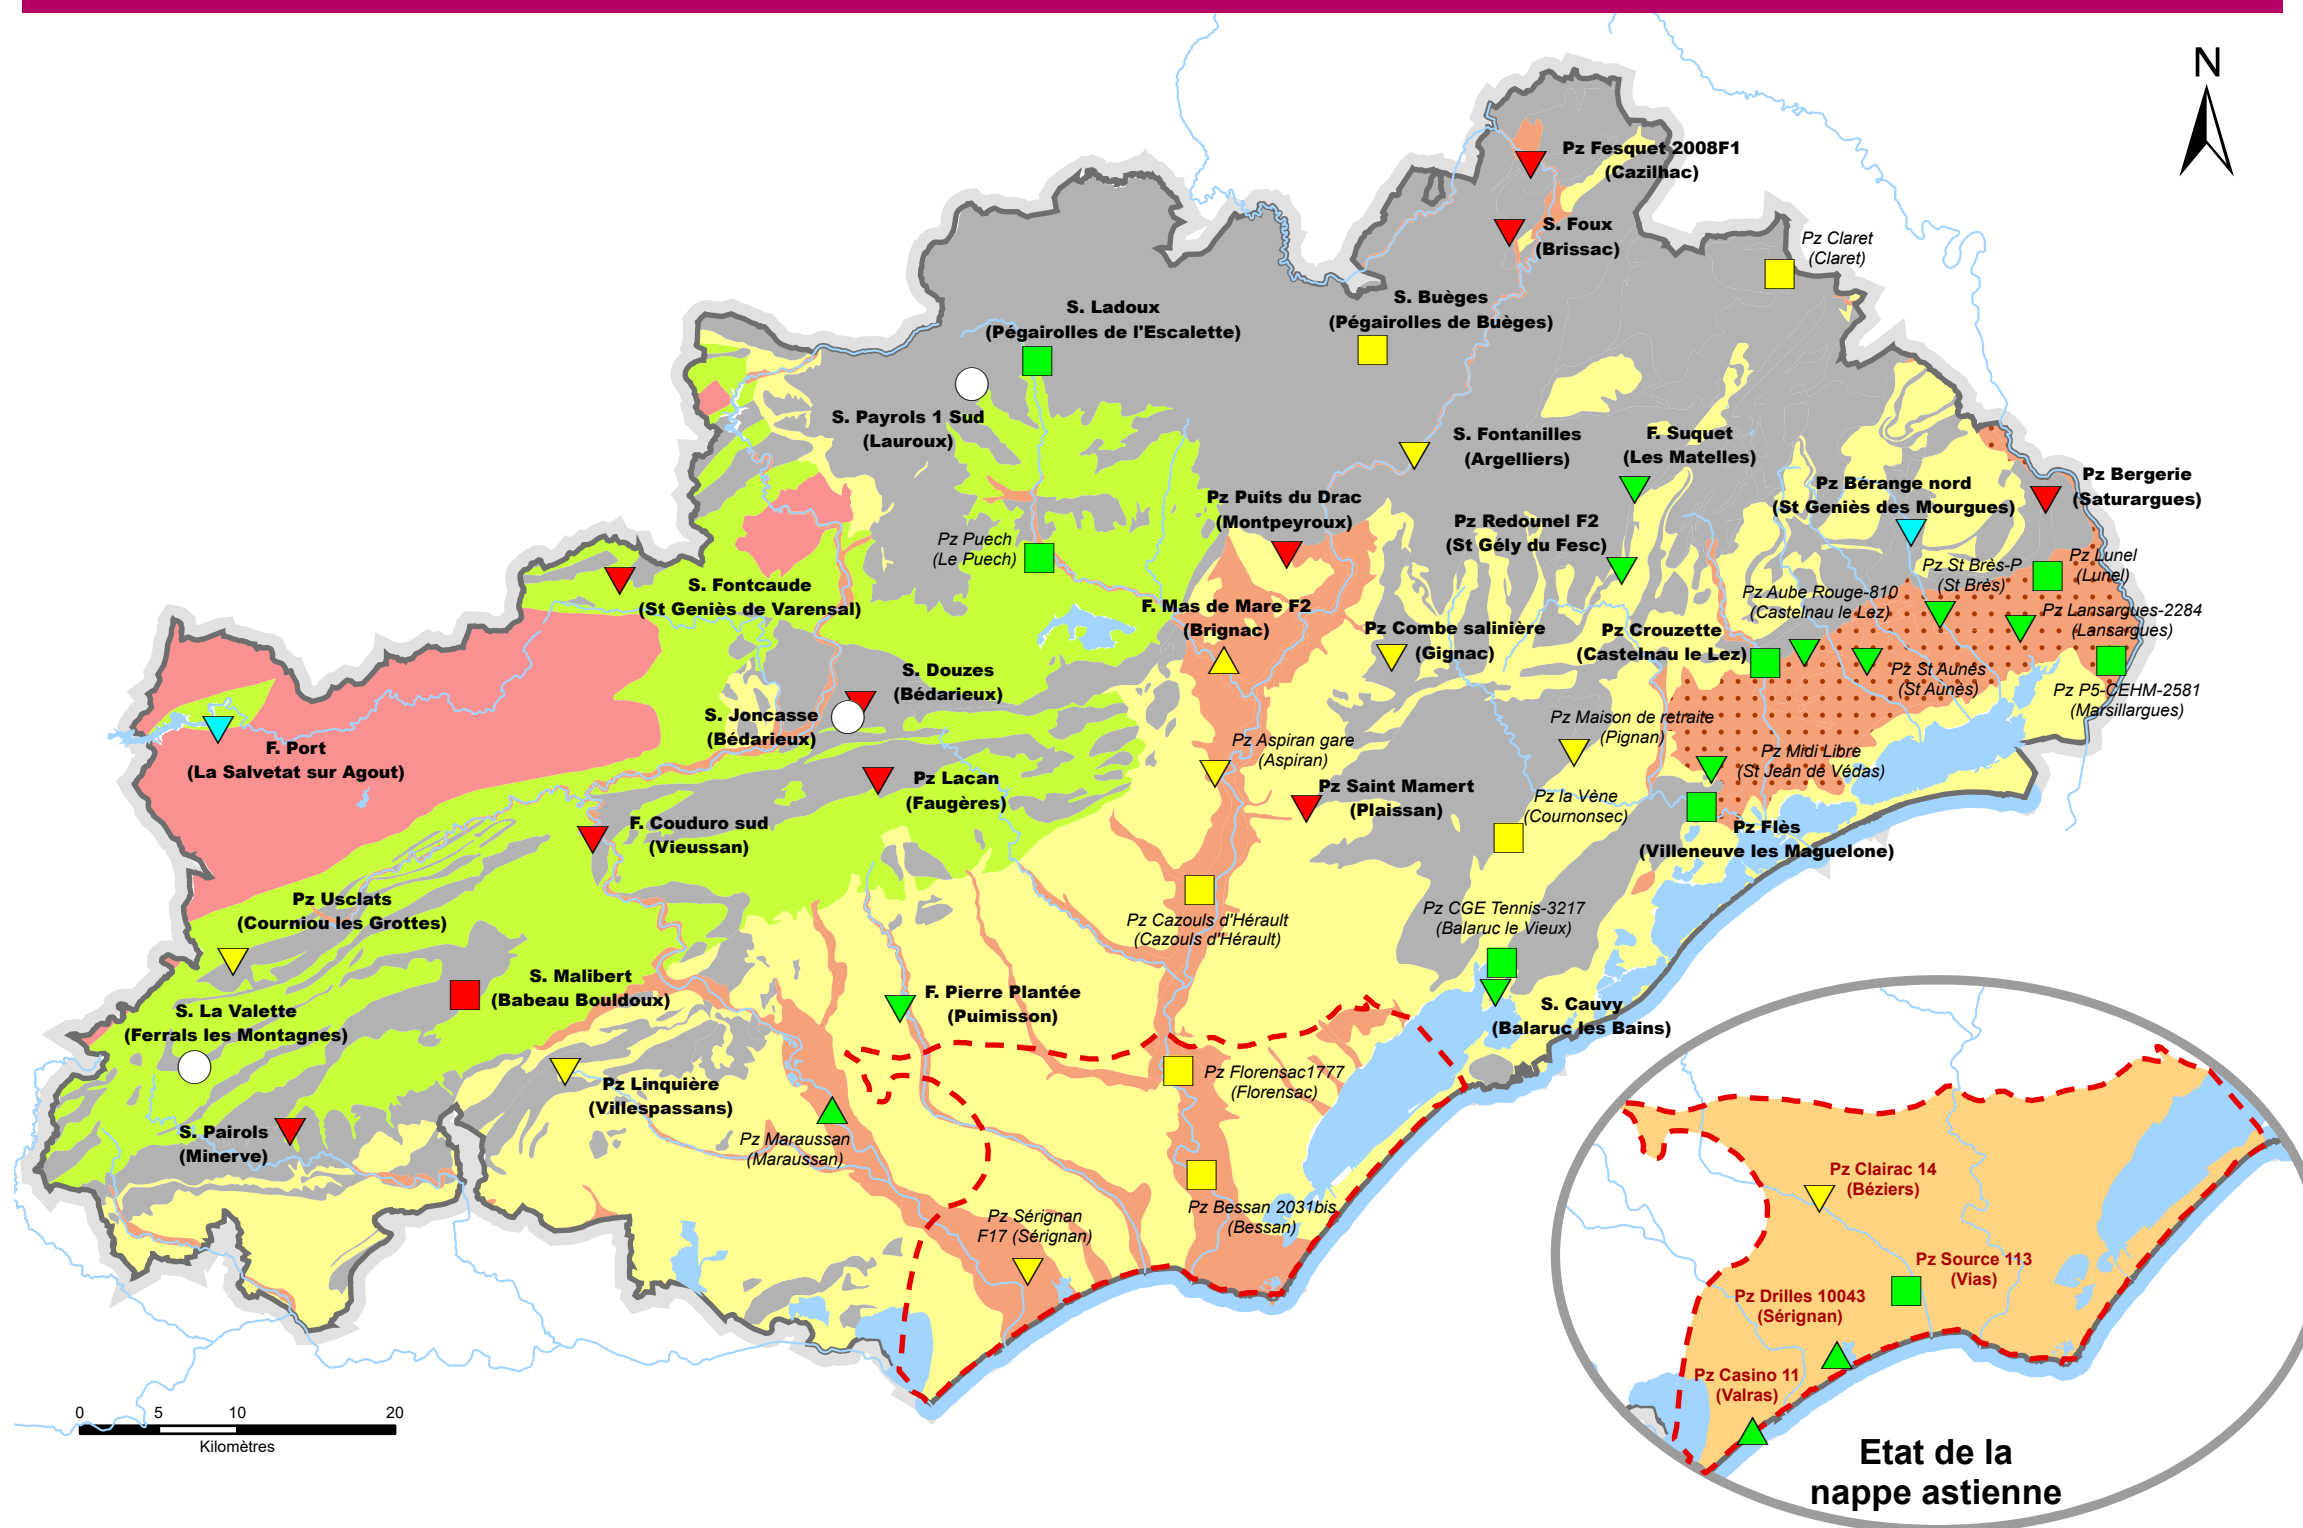 N
Pz Fesquet 2008F1
(Cazilhac)
S. Foux
(Brissac)
Pz Claret
(Claret)
S. Ladoux
(Pégairolles de l'Escalette)
S. Buèges
(Pégairolles de Buèges)
S. Payrols 1 Sud
(Lauroux)
S. Fontanilles
(Argelliers)
F. Suquet
(Les Matelles)
Pz Bérange nord
(St Geniès des Mourgues)
Pz Bergerie
(Saturargues)
Pz Puits du Drac
(Montpeyroux)
Pz Redounel F2
(St Gély du Fesc)
Pz Puech
(Le Puech)
Pz St Brès-P
(St Brès)
Pz Lunel
(Lunel)
S. Fontcaude
(St Geniès de Varensal)
F. Mas de Mare F2
(Brignac)
Pz Aube Rouge-810
(Castelnau le Lez)
Pz Lansargues-2284
(Lansargues)
Pz Combe salinière
(Gignac)
Pz Crouzette
(Castelnau le Lez)
S. Douzes
(Bédarieux)
Pz St Aunés
(St Aunès)
Pz P5-CEHM-2581
(Marsillargues)
S. Joncasse
(Bédarieux)
Pz Maison de retraite
(Pignan)
F. Port
(La Salvetat sur Agout)
Pz Aspiran gare
(Aspiran)
Pz Midi Libre
(St Jean de Védas)
Pz Lacan
(Faugères)
Pz Saint Mamert
(Plaissan)
Pz la Vène
(Cournonsec)
F. Couduro sud
(Vieussan)
Pz Flès
(Villeneuve les Maguelone)
Pz Usclats
(Courniou les Grottes)
Pz Cazouls d'Hérault
(Cazouls d'Hérault)
Pz CGE Tennis-3217
(Balaruc le Vieux)
S. Malibert
(Babeau Bouldoux)
F. Pierre Plantée
(Puimisson)
S. La Valette
(Ferrals les Montagnes)
S. Cauvy
(Balaruc les Bains)
Pz Linquière
(Villespassans)
Pz Florensac1777
(Florensac)
S. Pairols
(Minerve)
Pz Maraussan
(Maraussan)
Pz Sérignan
F17 (Sérignan)
Pz Bessan 2031bis
(Bessan)
Pz Clairac 14
(Béziers)
Pz Source 113
(Vias)
Pz Drilles 10043
(Sérignan)
Pz Casino 11
(Valras)
0 5 10 20
Kilomètres
Etat de la
nappe astienne